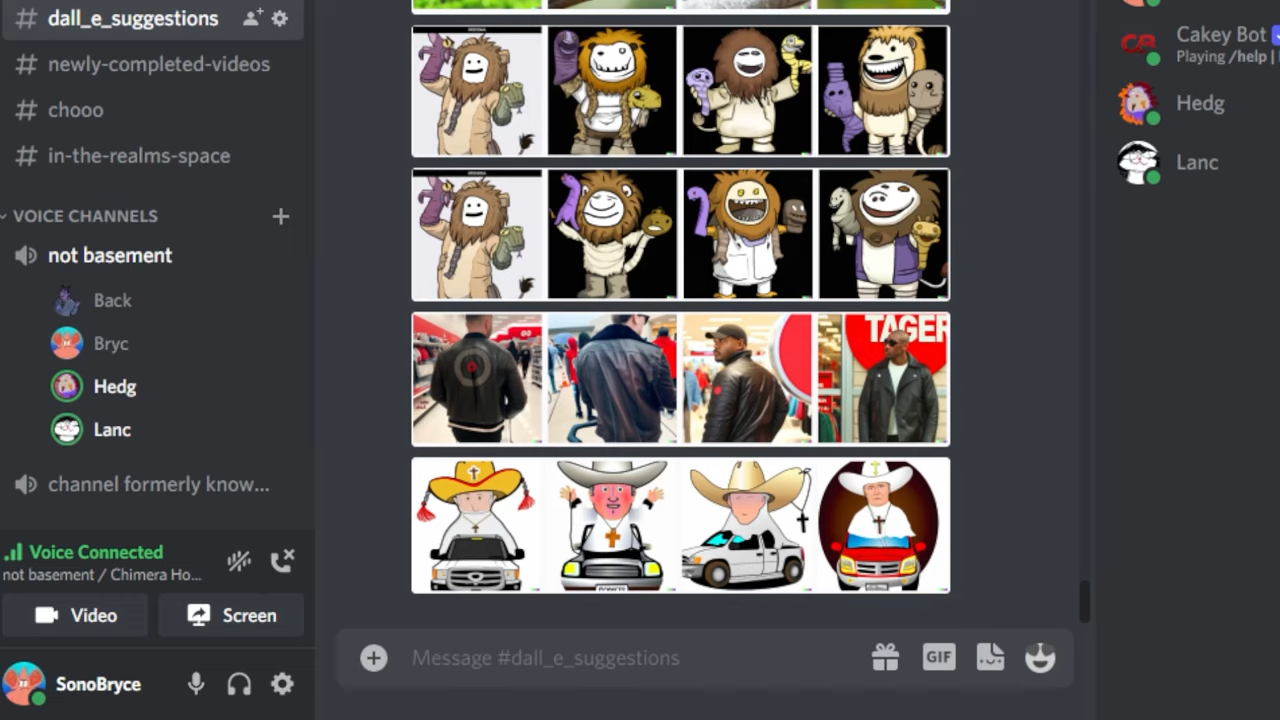 dall_e_suggestions
newly-completed-videos
chooo
in-the-realms-space
VOICE CHANNELS
not basement
Back
Bryc
Hedg
Lanc
channel formerly know...
Voice Connected
not basement / Chimera Ho...
Video
Screen
SonoBryce
TAGER
Message #dall_e_suggestions
GIF
Cakey Bot
Playing /help |
Hedg
Lanc